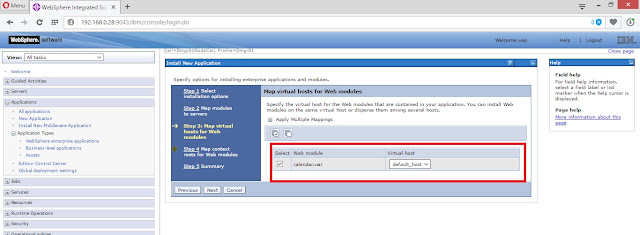 Menu
WebSphere Integrated Sol
192.168.0.28:9043/ibm/console/login.do
WebSphere. software
Welcome was
Help
Logout
IBM.
View: All tasks
Cell=Dmgr01NodeCell, Profile=Dmgr01
Close page
Welcome
Guided Activities
Servers
Applications
All applications
New Application
Install New Middleware Application
Application Types
WebSphere enterprise applications
Business-level applications
Assets
Edition Control Center
Global deployment settings
Jobs
Services
Resources
Runtime Operations
Security
Install New Application
Specify options for installing enterprise applications and modules.
Step 1 Select installation options
Step 2 Map modules to servers
Step 3: Map virtual hosts for Web modules
Step 4 Map context roots for Web modules
Step 5 Summary
Map virtual hosts for Web modules
Specify the virtual host for the Web modules that are contained in your application. You can install Web
modules on the same virtual host or disperse them among several hosts.
Apply Multiple Mappings
Select Web module Virtual host
calendar.war default_host
Previous Next Cancel
Help
Field help
For field help information,
select a field label or list
marker when the help cursor is
displayed.
Page help
More information about this
page